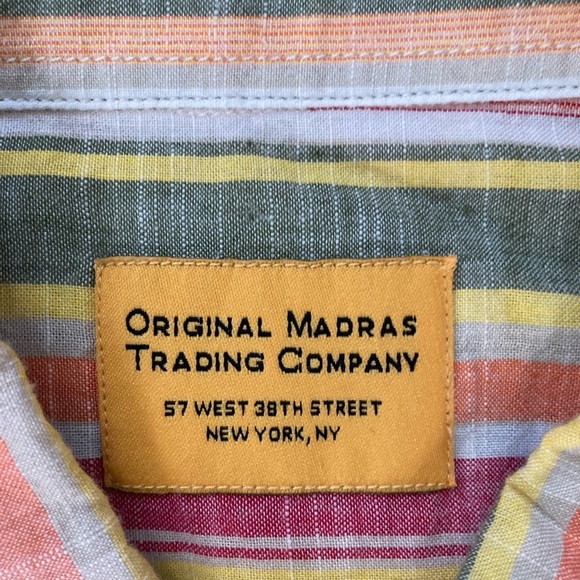 ORIGINAL MADRAS
TRADING COMPANY
57 WEST 38TH STREET
NEW YORK, NY